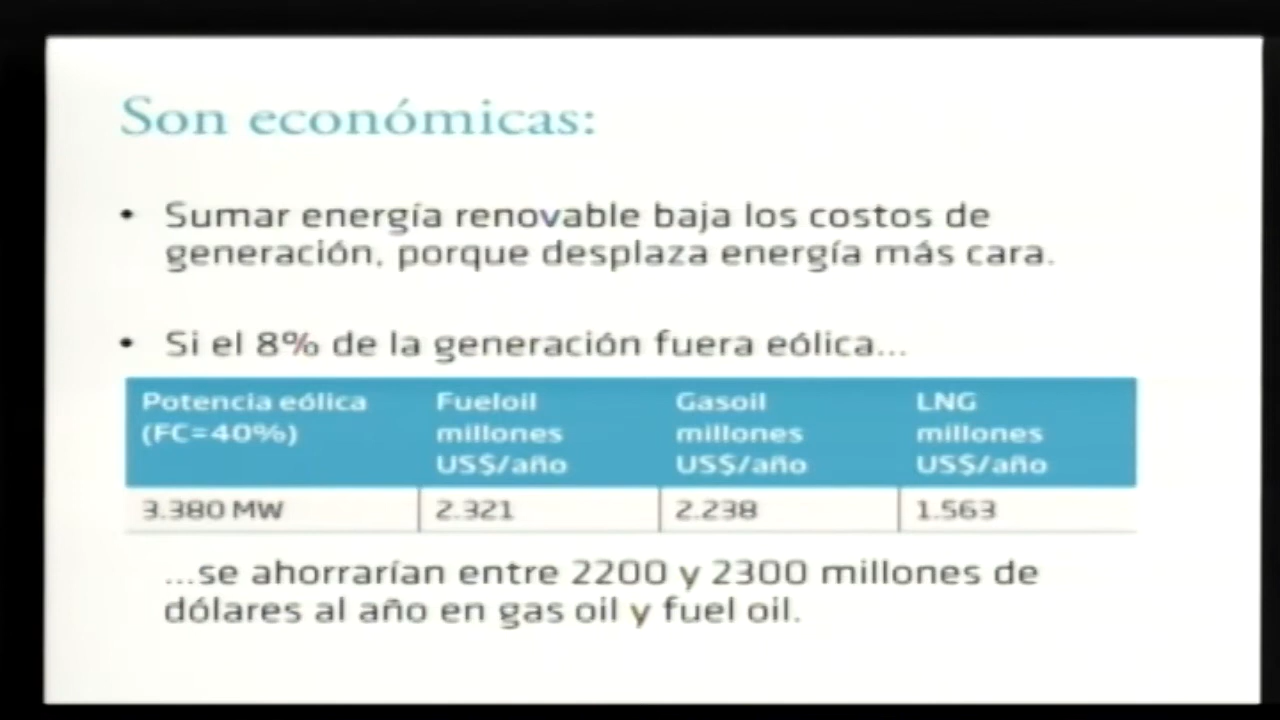 Son económicas:
• Sumar energía renovable baja los costos de
generación, porque desplaza energía más cara.
• Si el 8% de la generación fuera eólica...
Potencia eólica (FC=40%) Fueloil millones US$/año Gasoil millones US$/año LNG millones US$/año
3.380 MW 2.321 2.238 1.563
...se ahorrarían entre 2200 y 2300 millones de
dólares al año en gas oil y fuel oil.